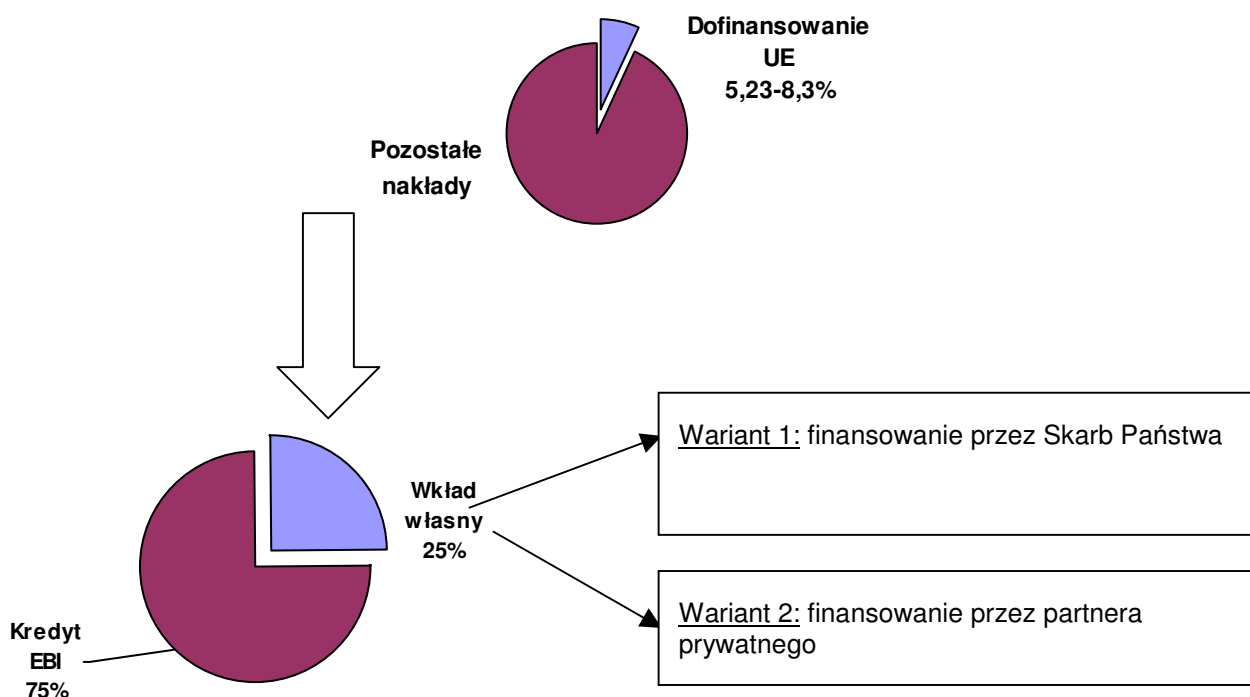 Dofinansowanie
UE
5,23-8,3%
Pozostałe
nakłady
Wkład
własny
25%
Wariant 1: finansowanie przez Skarb Państwa
Wariant 2: finansowanie przez partnera
prywatnego
Kredyt
EBI
75%